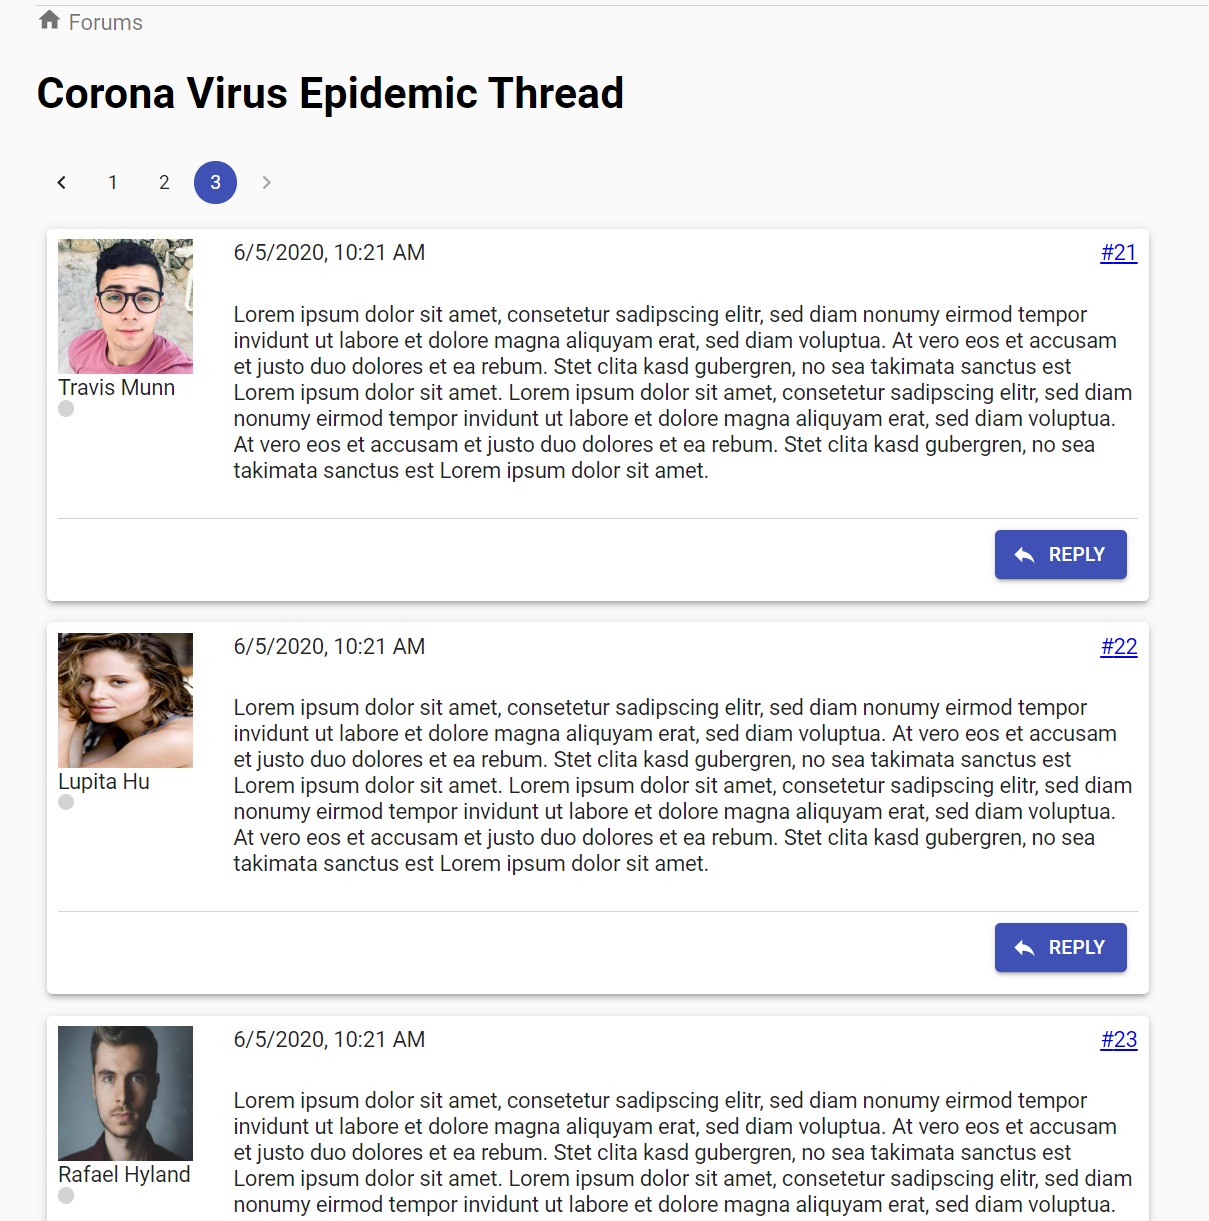 Forums
Corona Virus Epidemic Thread
1 2 3
6/5/2020, 10:21 AM #21
Lorem ipsum dolor sit amet, consetetur sadipscing elitr, sed diam nonumy eirmod tempor
invidunt ut labore et dolore magna aliquyam erat, sed diam voluptua. At vero eos et accusam
et justo duo dolores et ea rebum. Stet clita kasd gubergren, no sea takimata sanctus est
Lorem ipsum dolor sit amet. Lorem ipsum dolor sit amet, consetetur sadipscing elitr, sed diam
nonumy eirmod tempor invidunt ut labore et dolore magna aliquyam erat, sed diam voluptua.
At vero eos et accusam et justo duo dolores et ea rebum. Stet clita kasd gubergren, no sea
takimata sanctus est Lorem ipsum dolor sit amet.
Travis Munn
REPLY
6/5/2020, 10:21 AM #22
Lorem ipsum dolor sit amet, consetetur sadipscing elitr, sed diam nonumy eirmod tempor
invidunt ut labore et dolore magna aliquyam erat, sed diam voluptua. At vero eos et accusam
et justo duo dolores et ea rebum. Stet clita kasd gubergren, no sea takimata sanctus est
Lorem ipsum dolor sit amet. Lorem ipsum dolor sit amet, consetetur sadipscing elitr, sed diam
nonumy eirmod tempor invidunt ut labore et dolore magna aliquyam erat, sed diam voluptua.
At vero eos et accusam et justo duo dolores et ea rebum. Stet clita kasd gubergren, no sea
takimata sanctus est Lorem ipsum dolor sit amet.
Lupita Hu
REPLY
6/5/2020, 10:21 AM #23
Lorem ipsum dolor sit amet, consetetur sadipscing elitr, sed diam nonumy eirmod tempor
invidunt ut labore et dolore magna aliquyam erat, sed diam voluptua. At vero eos et accusam
et justo duo dolores et ea rebum. Stet clita kasd gubergren, no sea takimata sanctus est
Lorem ipsum dolor sit amet. Lorem ipsum dolor sit amet, consetetur sadipscing elitr, sed diam
nonumy eirmod tempor invidunt ut labore et dolore magna aliquyam erat, sed diam voluptua.
Rafael Hyland